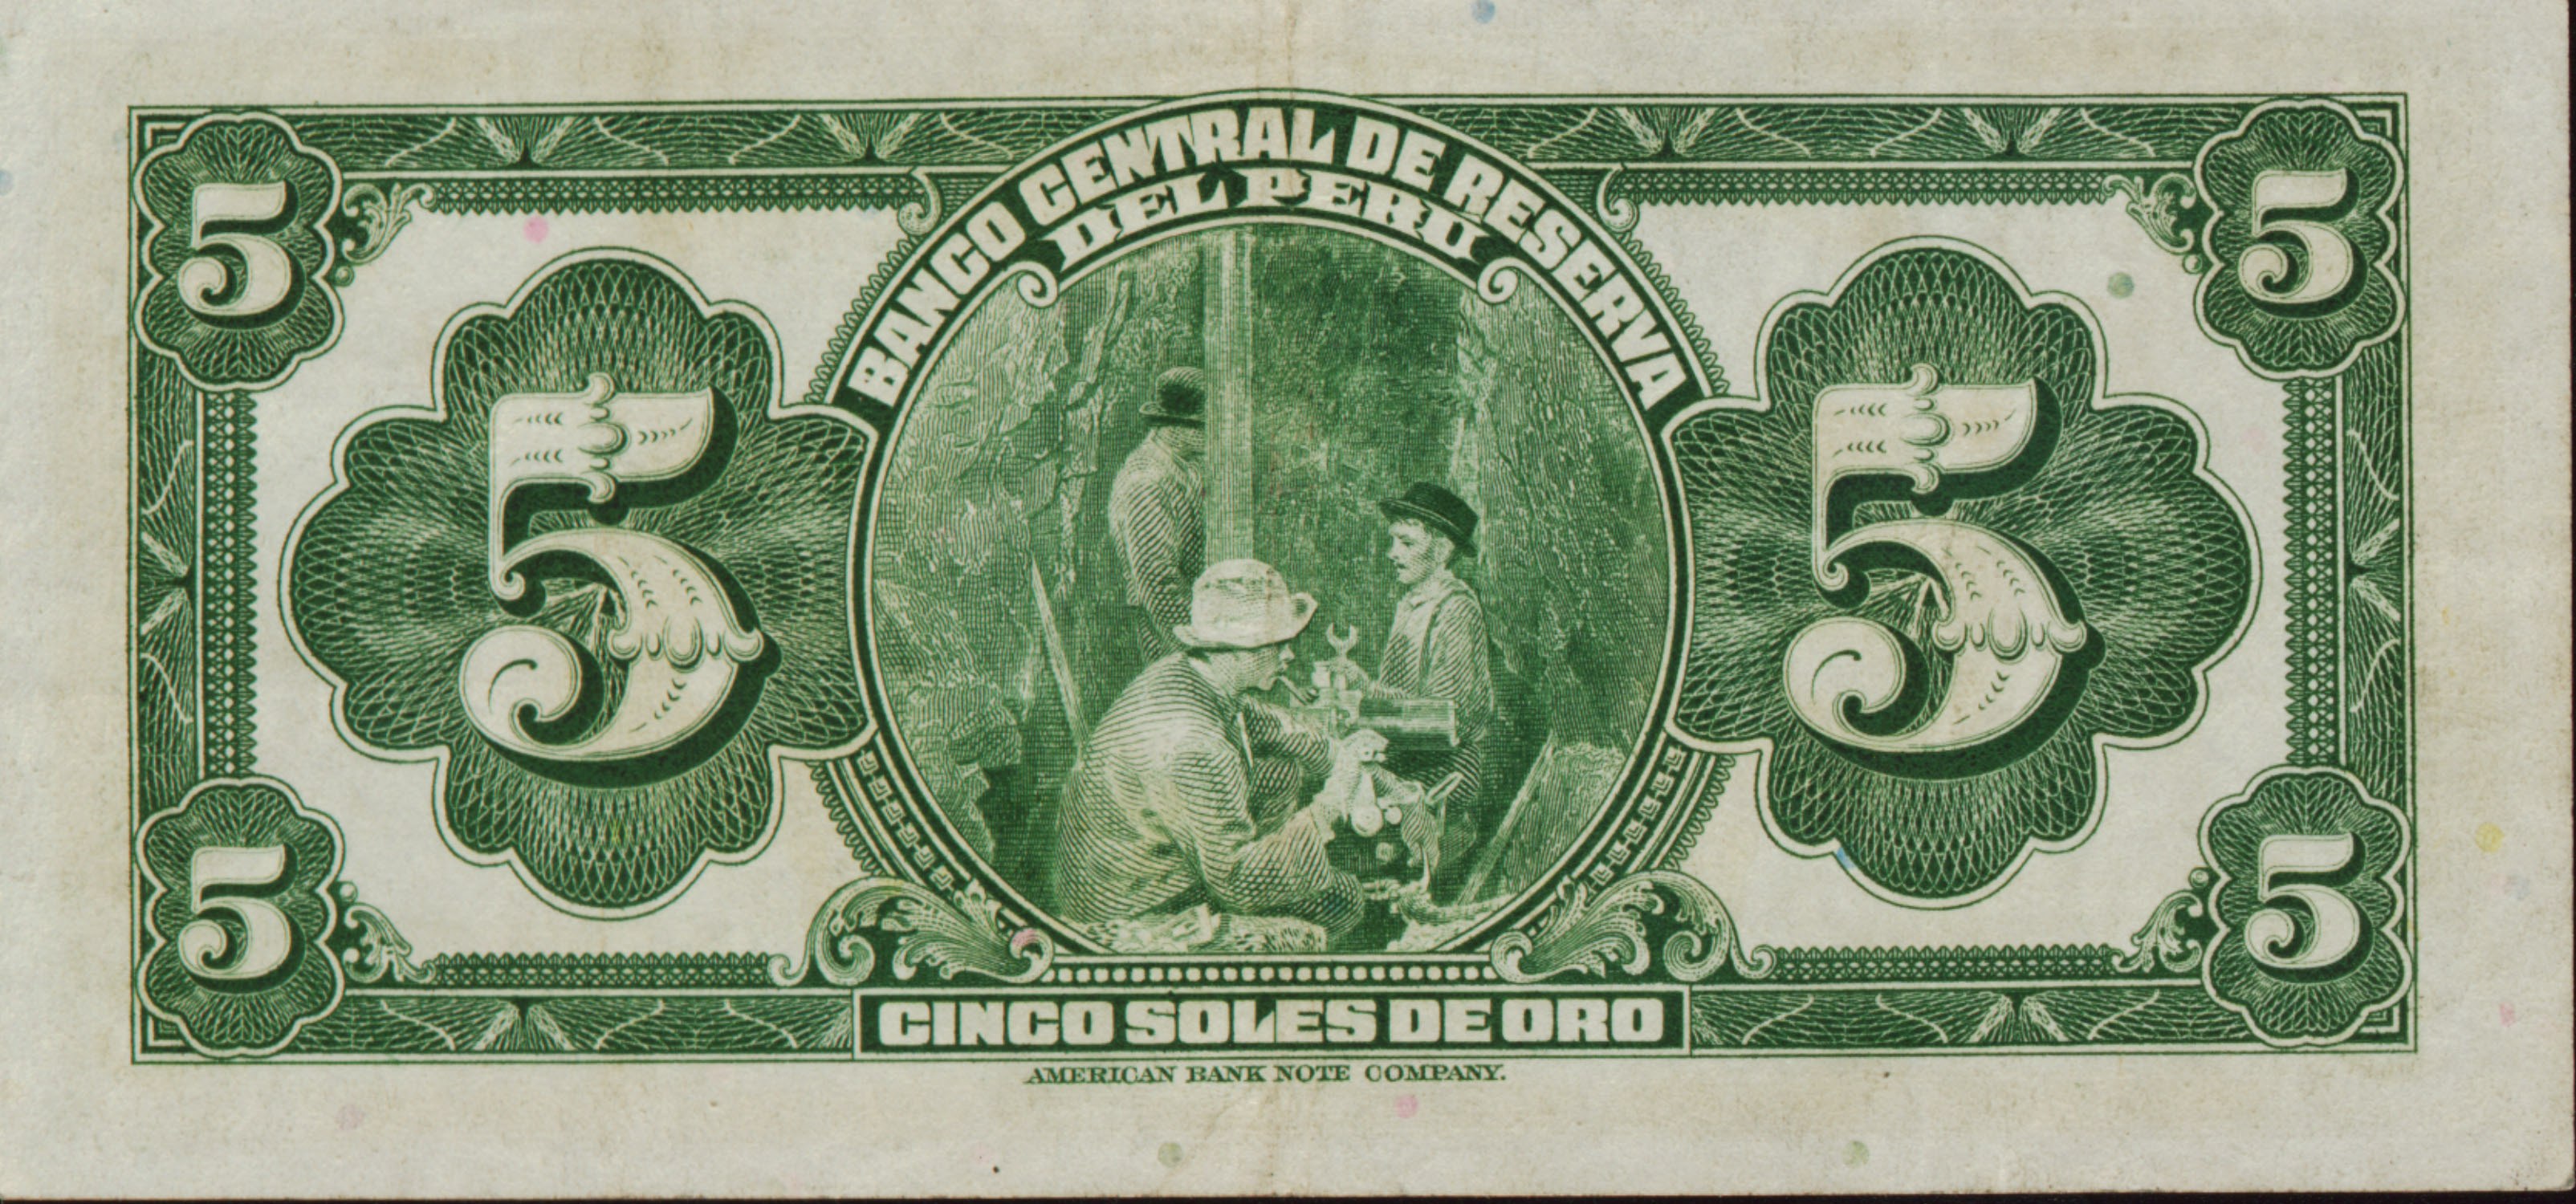 5 5
BANCO CENTRAL DE RESERVA
DEL PERU
5 5
5 5
CINCO SOLES DE ORO
AMERICAN BANK NOTE COMPANY.